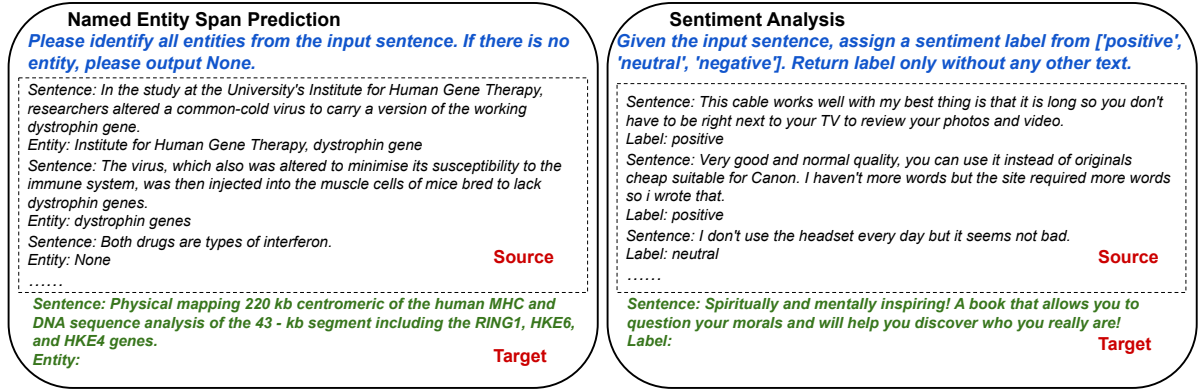 Named Entity Span Prediction
Please identify all entities from the input sentence. If there is no
entity, please output None.
Sentence: In the study at the University's Institute for Human Gene Therapy,
researchers altered a common-cold virus to carry a version of the working
dystrophin gene.
Entity: Institute for Human Gene Therapy, dystrophin gene
Sentence: The virus, which also was altered to minimise its susceptibility to the
immune system, was then injected into the muscle cells of mice bred to lack
dystrophin genes.
Entity: dystrophin genes
Sentence: Both drugs are types of interferon.
Entity: None
Source
......
Sentence: Physical mapping 220 kb centromeric of the human MHC and
DNA sequence analysis of the 43 - kb segment including the RING1, HKE6,
and HKE4 genes.
Entity:
Target
Sentiment Analysis
Given the input sentence, assign a sentiment label from ['positive',
'neutral', 'negative']. Return label only without any other text.
Sentence: This cable works well with my best thing is that it is long so you don't
have to be right next to your TV to review your photos and video.
Label: positive
Sentence: Very good and normal quality, you can use it instead of originals
cheap suitable for Canon. I haven't more words but the site required more words
so i wrote that.
Label: positive
Sentence: I don't use the headset every day but it seems not bad.
Label: neutral
Source
......
Sentence: Spiritually and mentally inspiring! A book that allows you to
question your morals and will help you discover who you really are!
Label:
Target